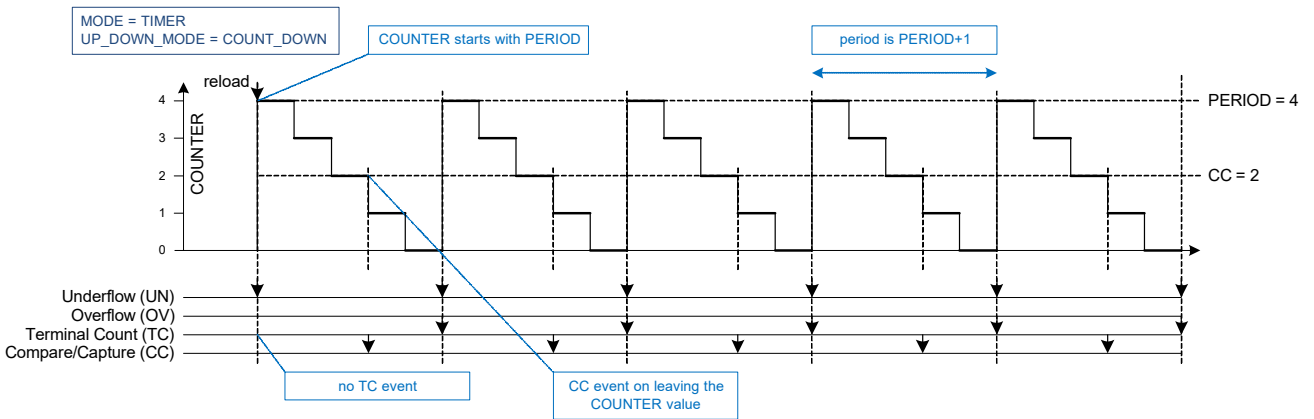 MODE = TIMER
UP_DOWN_MODE = COUNT_DOWN
COUNTER starts with PERIOD
period is PERIOD+1
reload
4
3
2
1
0
COUNTER
PERIOD = 4
CC = 2
Underflow (UN)
Overflow (OV)
Terminal Count (TC)
Compare/Capture (CC)
no TC event
CC event on leaving the
COUNTER value